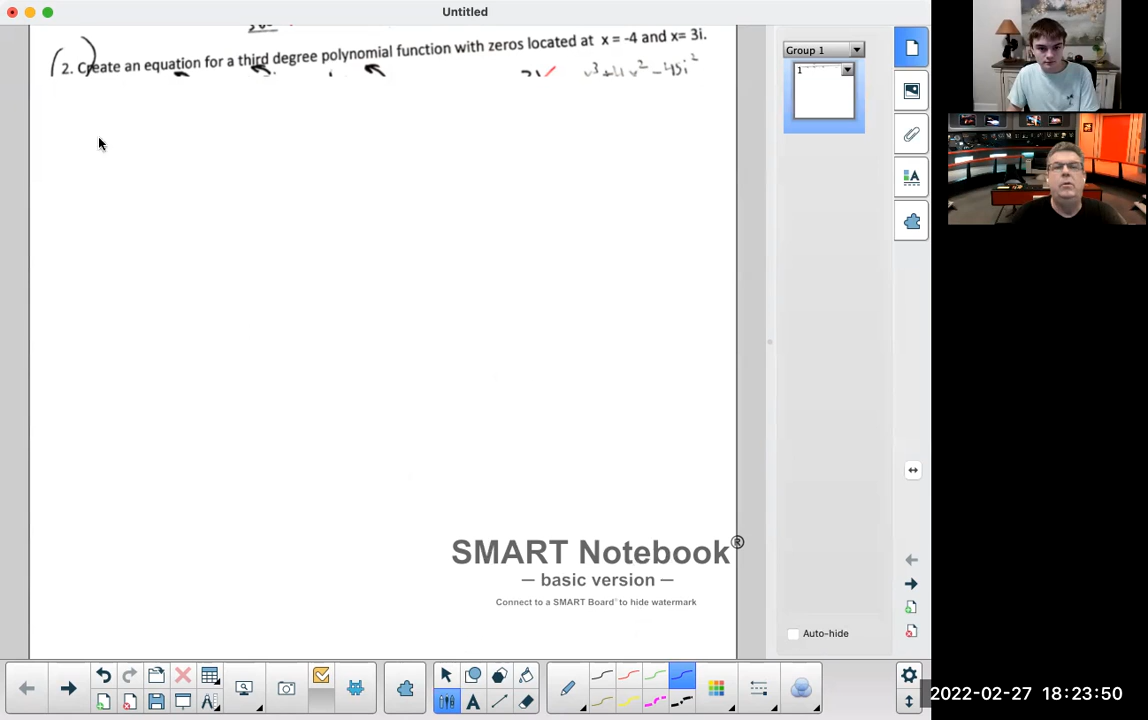 Untitled
2. Create an equation for a third degree polynomial function with zeros located at x = -4 and x= 3i.
Group 1
1
SMART Notebook®
— basic version —
Connect to a SMART Board to hide watermark
Auto-hide
A
A
2022-02-27 18:23:50